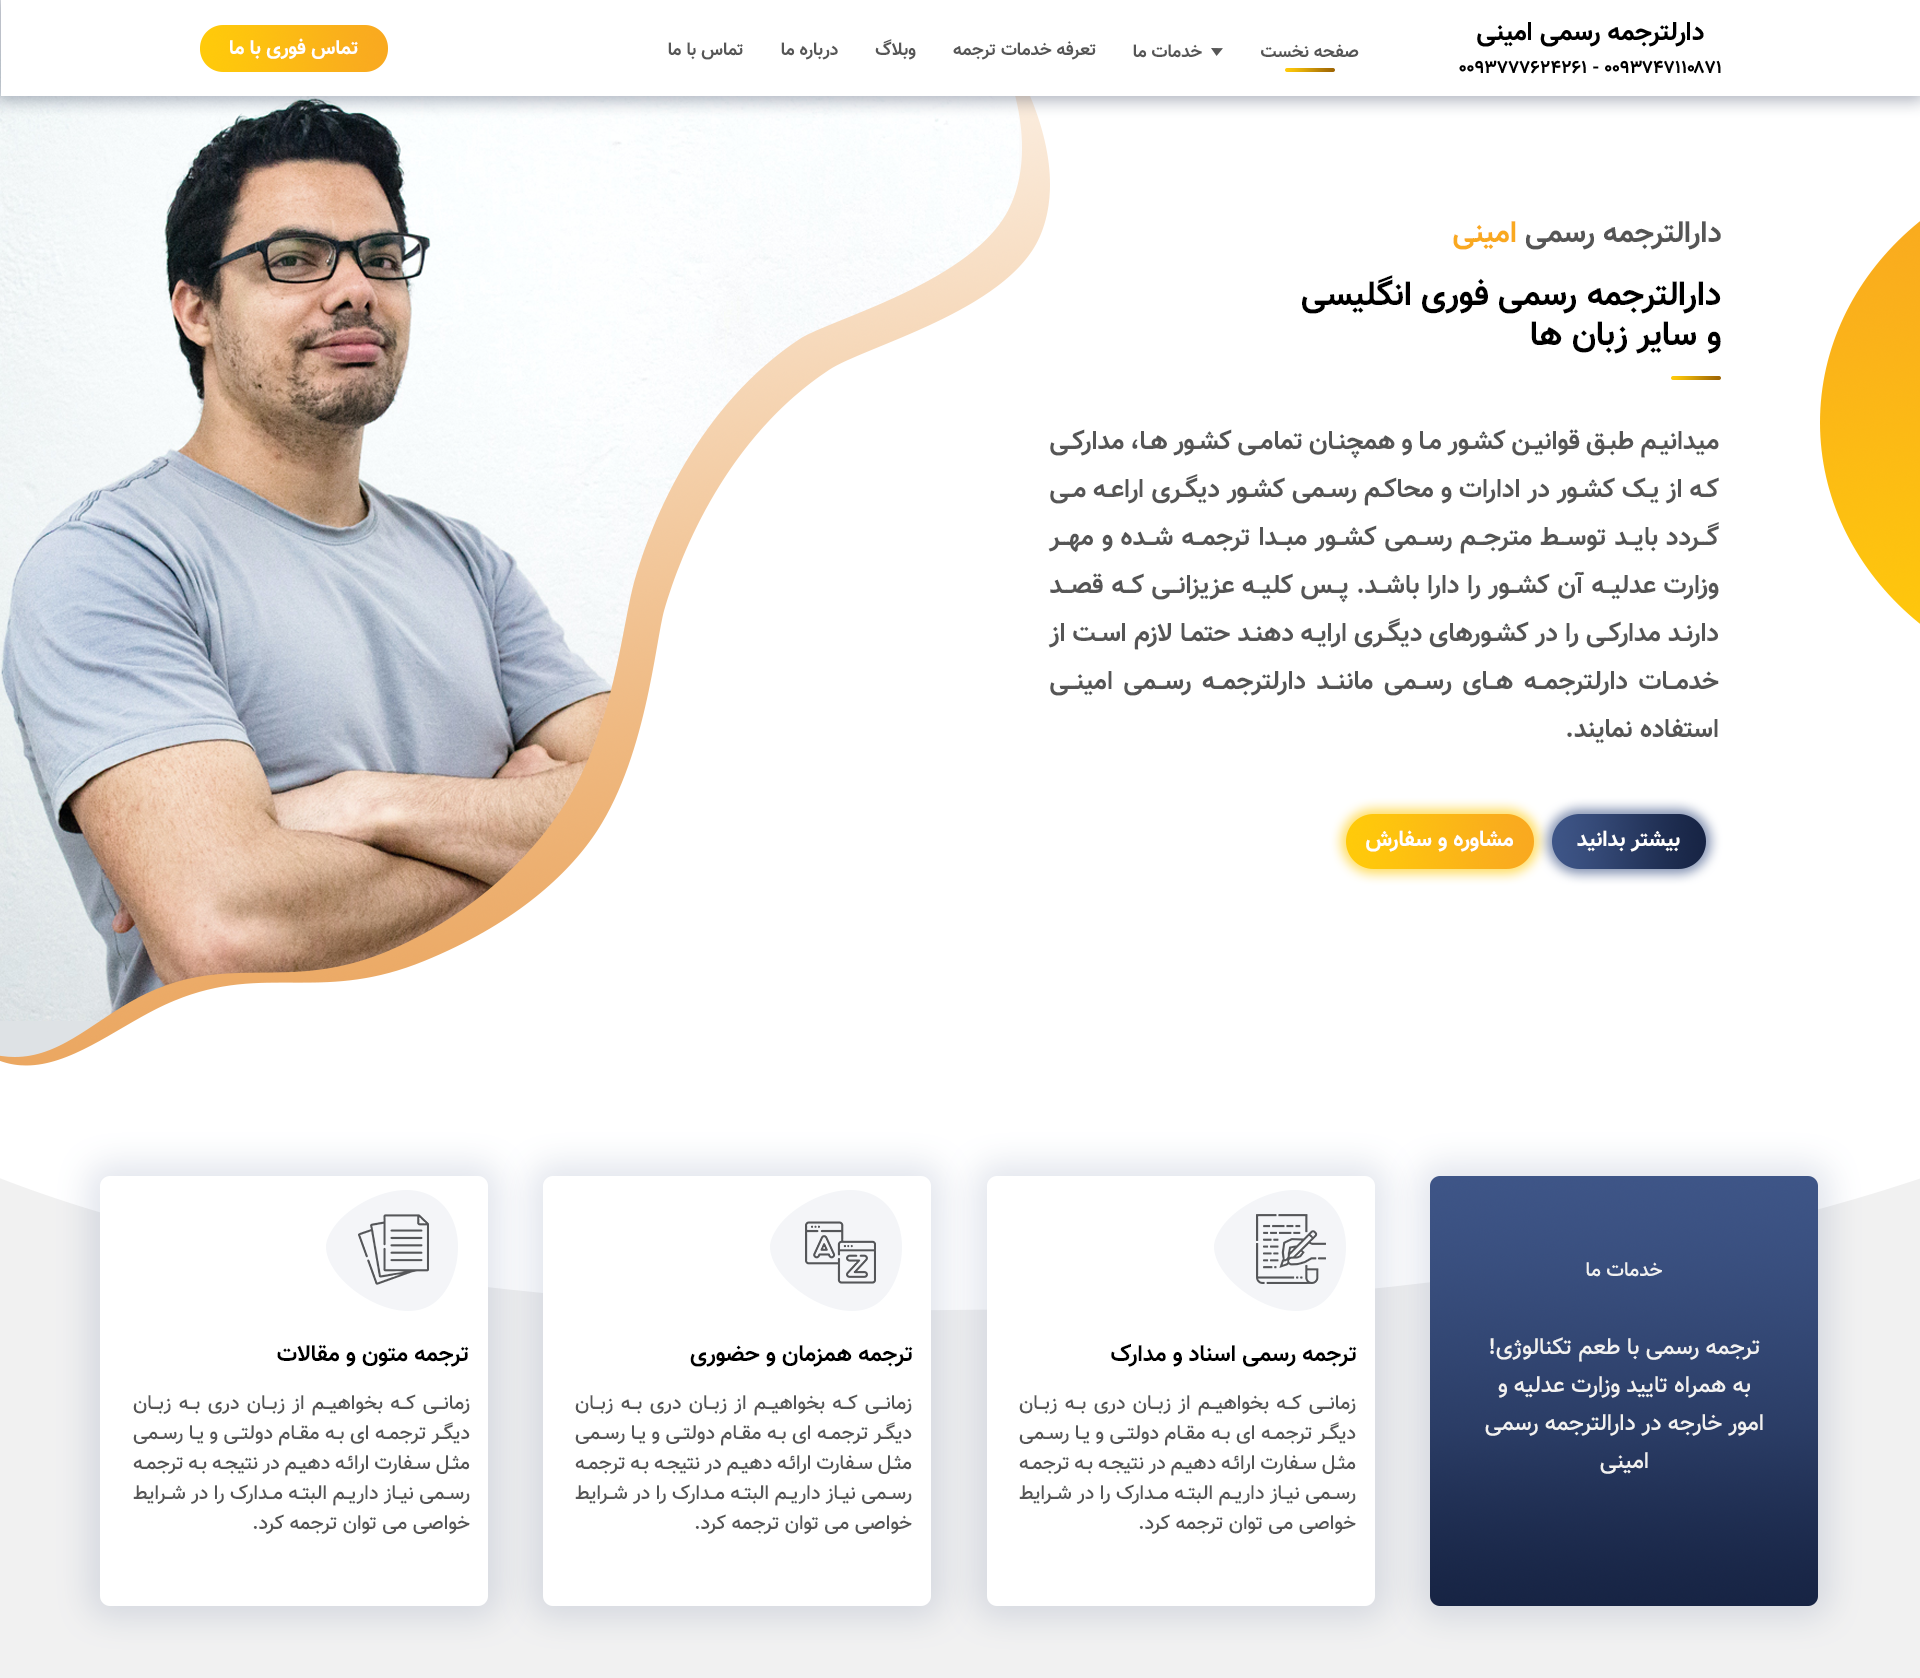 دارلترجمه رسمی امینی
۰۰۹۳۷۴۷۱۱۰۸۷۱ - ۰۰۹۳۷۷۷۶۲۴۲۶۱
صفحه نخست
خدمات ما
تعرفه خدمات ترجمه
وبلاگ
درباره ما
تماس با ما
تماس فوری با ما
دارالترجمه رسمی امینی
دارالترجمه رسمی فوری انگلیسی
و سایر زبان ها
میدانیم طبق قوانین کشور ما و همچنان تمامی کشور ها، مدارکی
که از یک کشور در ادارات و محاکم رسمی کشور دیگری اراعه می
گردد باید توسط مترجم رسمی کشور مبدا ترجمه شده و مهر
وزارت عدلیه آن کشور را دارا باشد. پس کلیه عزیزانی که قصد
دارند مدارکی را در کشورهای دیگری ارایه دهند حتما لازم است از
خدمات دارلترجمه های رسمی مانند دارلترجمه رسمی امینی
استفاده نمایند.
بیشتر بدانید
مشاوره و سفارش
خدمات ما
ترجمه رسمی با طعم تکنالوژی!
به همراه تایید وزارت عدلیه و
امور خارجه در دارالترجمه رسمی
امینی
ترجمه رسمی اسناد و مدارک
زمانی که بخواهیم از زبان دری به زبان
دیگر ترجمه ای به مقام دولتی و یا رسمی
مثل سفارت ارائه دهیم در نتیجه به ترجمه
رسمی نیاز داریم البته مدارک را در شرایط
خواصی می توان ترجمه کرد.
A
Z
ترجمه همزمان و حضوری
زمانی که بخواهیم از زبان دری به زبان
دیگر ترجمه ای به مقام دولتی و یا رسمی
مثل سفارت ارائه دهیم در نتیجه به ترجمه
رسمی نیاز داریم البته مدارک را در شرایط
خواصی می توان ترجمه کرد.
ترجمه متون و مقالات
زمانی که بخواهیم از زبان دری به زبان
دیگر ترجمه ای به مقام دولتی و یا رسمی
مثل سفارت ارائه دهیم در نتیجه به ترجمه
رسمی نیاز داریم البته مدارک را در شرایط
خواصی می توان ترجمه کرد.